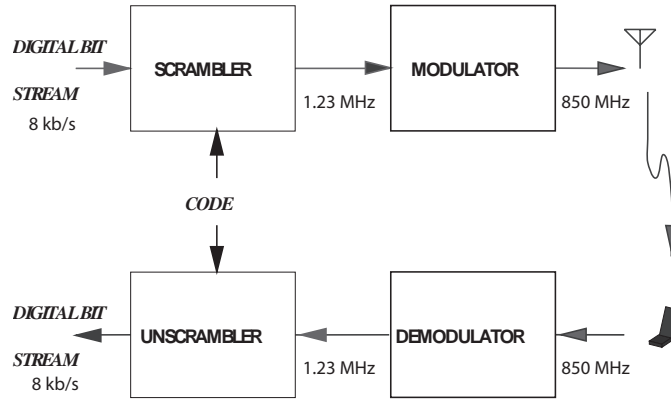 DIGITAL BIT
STREAM
8 kb/s
SCRAMBLER
1.23 MHz
MODULATOR
850 MHz
CODE
DIGITAL BIT
STREAM
8 kb/s
UNSCRAMBLER
1.23 MHz
DEMODULATOR
850 MHz